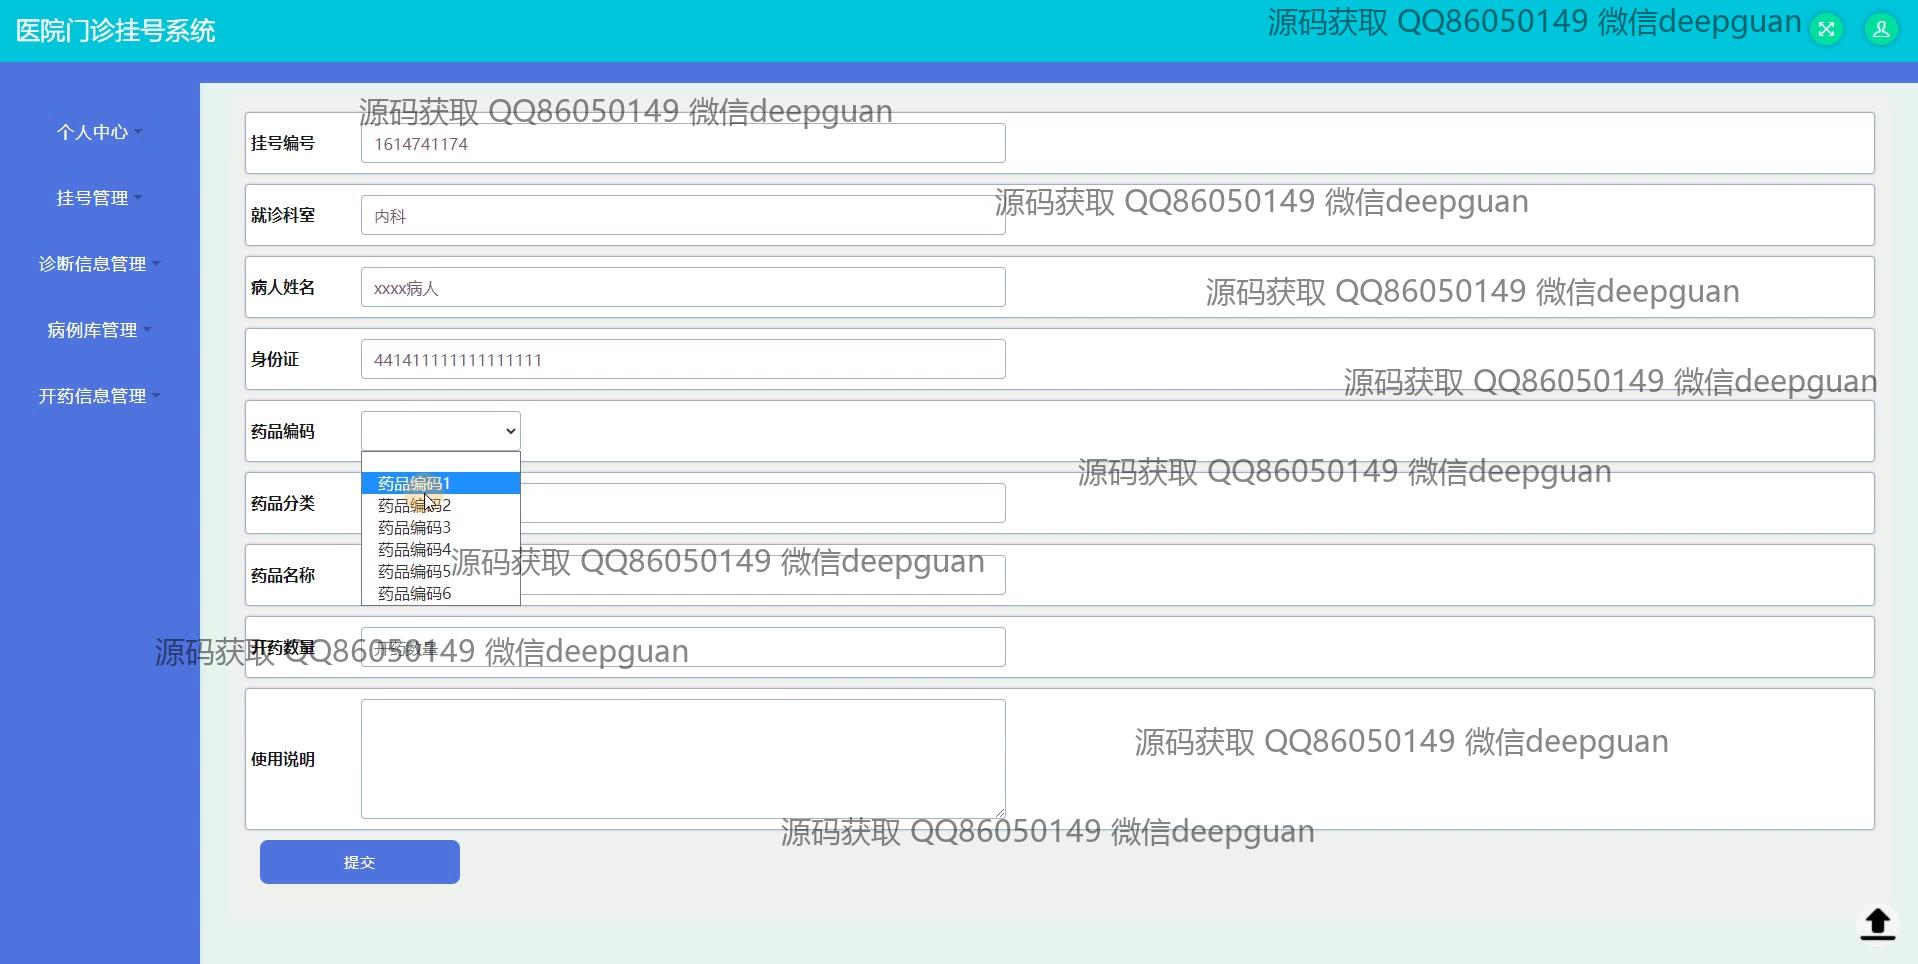 医院门诊挂号系统
源码获取 QQ86050149 微信deepguan
个人中心
挂号管理
诊断信息管理
病例库管理
开药信息管理
源码获取 QQ86050149 微信deepguan
挂号编号
1614741174
就诊科室
内科
源码获取 QQ86050149 微信deepguan
病人姓名
xxxx病人
源码获取 QQ86050149 微信deepguan
身份证
441411111111111111
源码获取 QQ86050149 微信deepguan
药品编码
药品编码1
药品编码2
药品编码3
药品编码4
药品编码5
药品编码6
源码获取 QQ86050149 微信deepguan
药品分类
药品名称
源码获取 QQ86050149 微信deepguan
开药数量
开药数量
源码获取 QQ86050149 微信deepguan
使用说明
源码获取 QQ86050149 微信deepguan
源码获取 QQ86050149 微信deepguan
提交